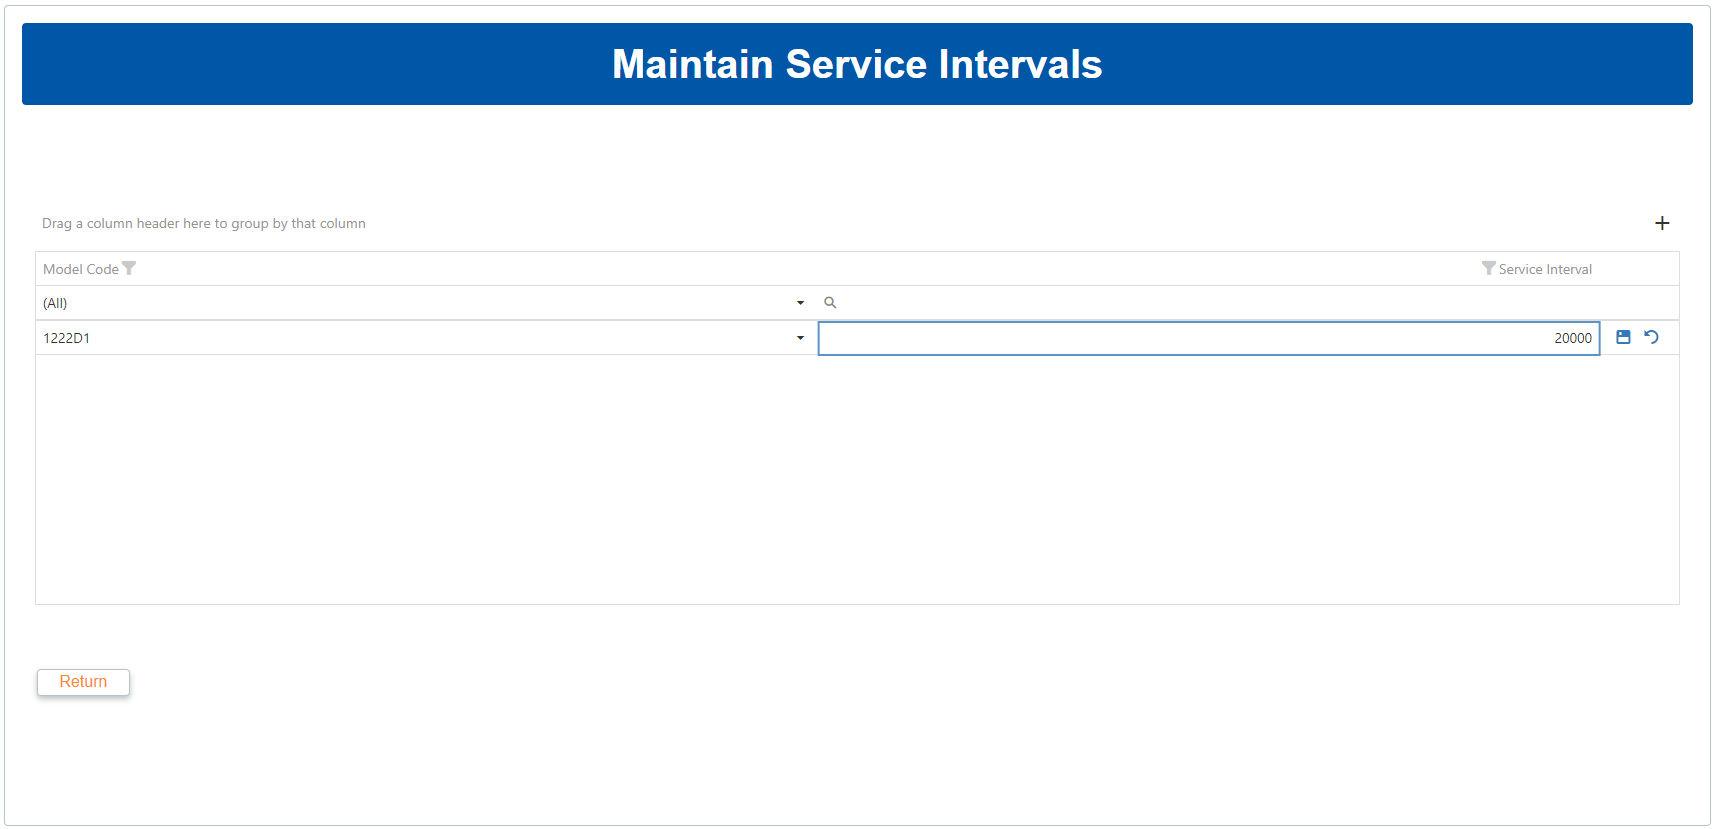 Maintain Service Intervals
Drag a column header here to group by that column
Model Code Service Interval
(All)
1222D1 20000
Return